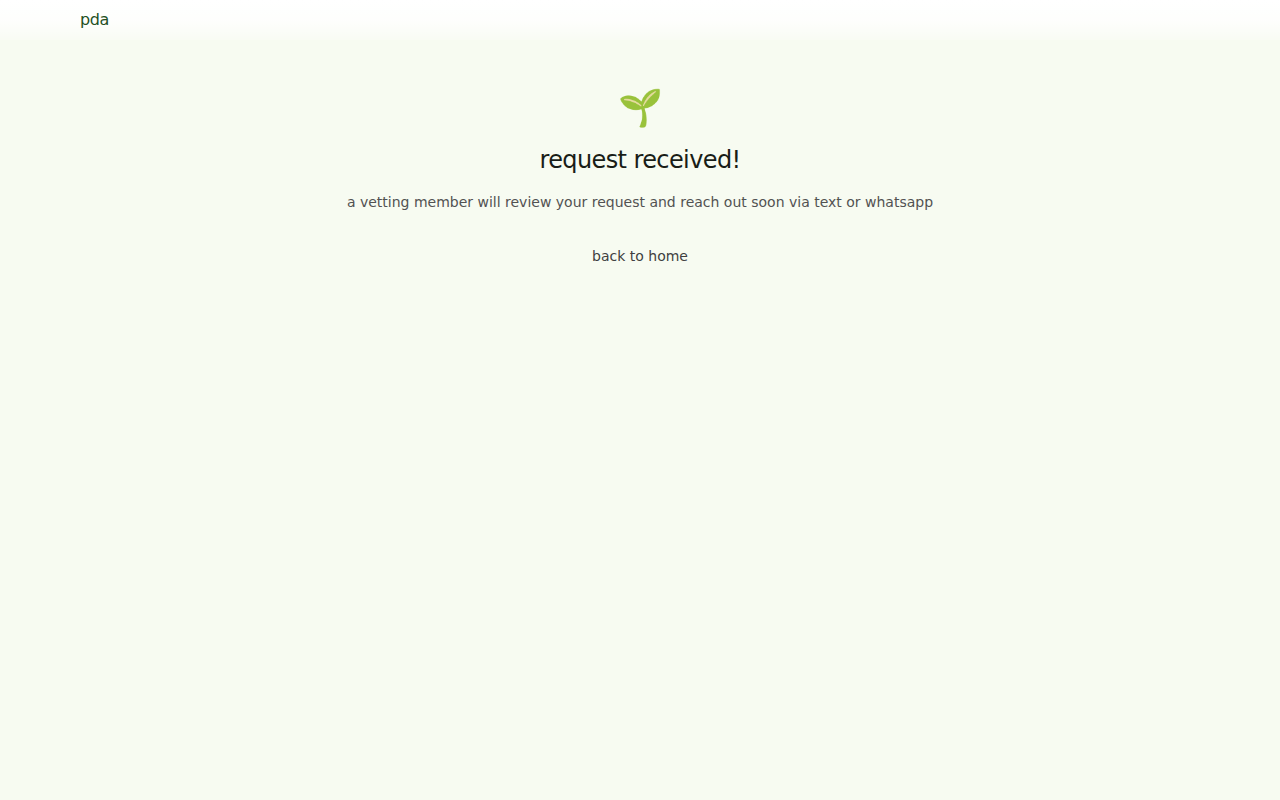 pda
request received!
a vetting member will review your request and reach out soon via text or whatsapp
back to home